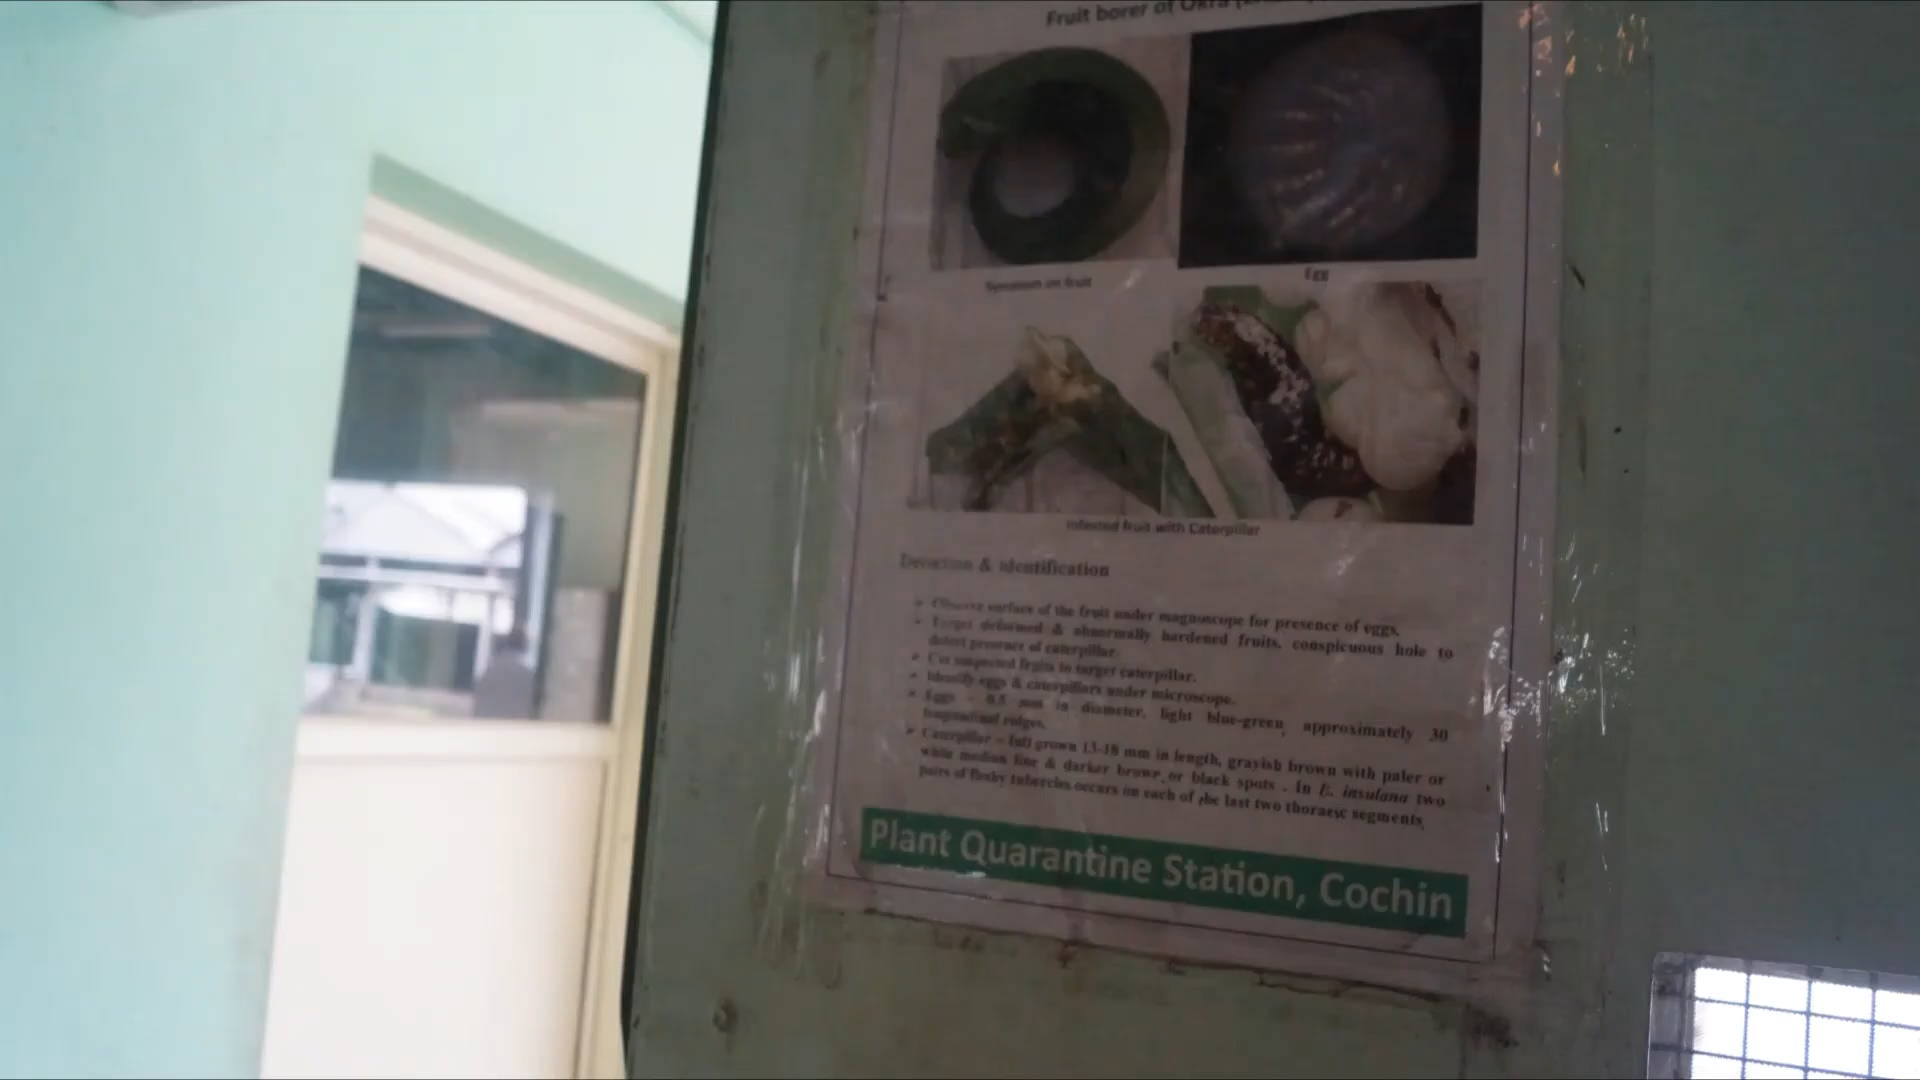 Fruit borer of Okra
Symptom on fruit
Egg
Infested fruit with Caterpillar
Detection & Identification
➢ Observe surface of the fruit under magnoscope for presence of eggs.
➢ Target deformed & abnormally hardened fruits, conspicuous hole to
detect presence of caterpillar.
➢ Cut suspected fruits to target caterpillar.
➢ Identify eggs & caterpillars under microscope.
➢ Eggs – 0.5 mm in diameter, light blue-green, approximately 30
longitudinal ridges.
➢ Caterpillar – full grown 13-18 mm in length, grayish brown with paler or
white median line & darker brown or black spots . In E. insulana two
pairs of fleshy tubercles occurs on each of the last two thoraesc segments.
Plant Quarantine Station, Cochin